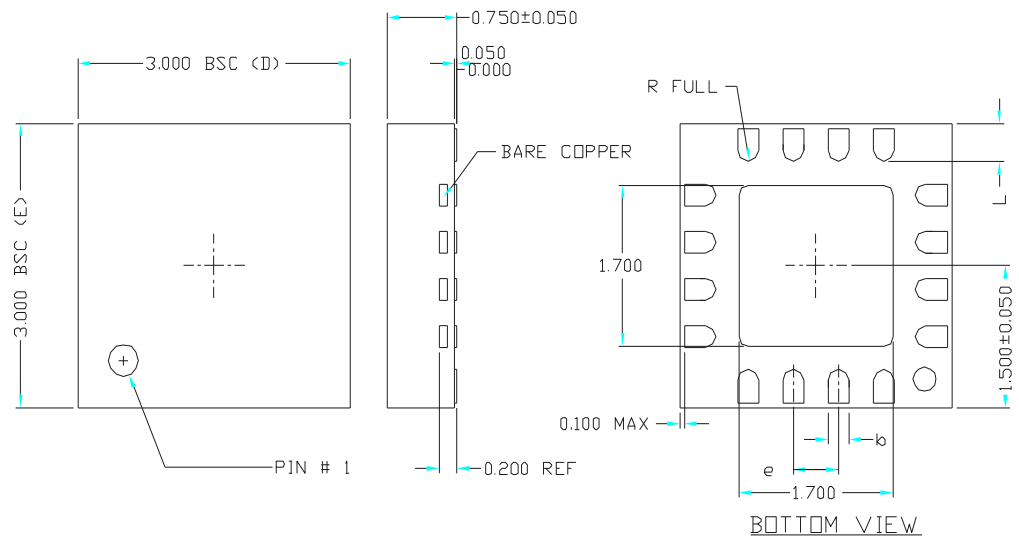 0.750±0.050
3.000 BSC (D)
0.050
0.000
R FULL
BARE COPPER
L
3.000 BSC (E)
1.700
1.500±0.050
0.100 MAX
b
PIN # 1
0.200 REF
e
1.700
BOTTOM VIEW